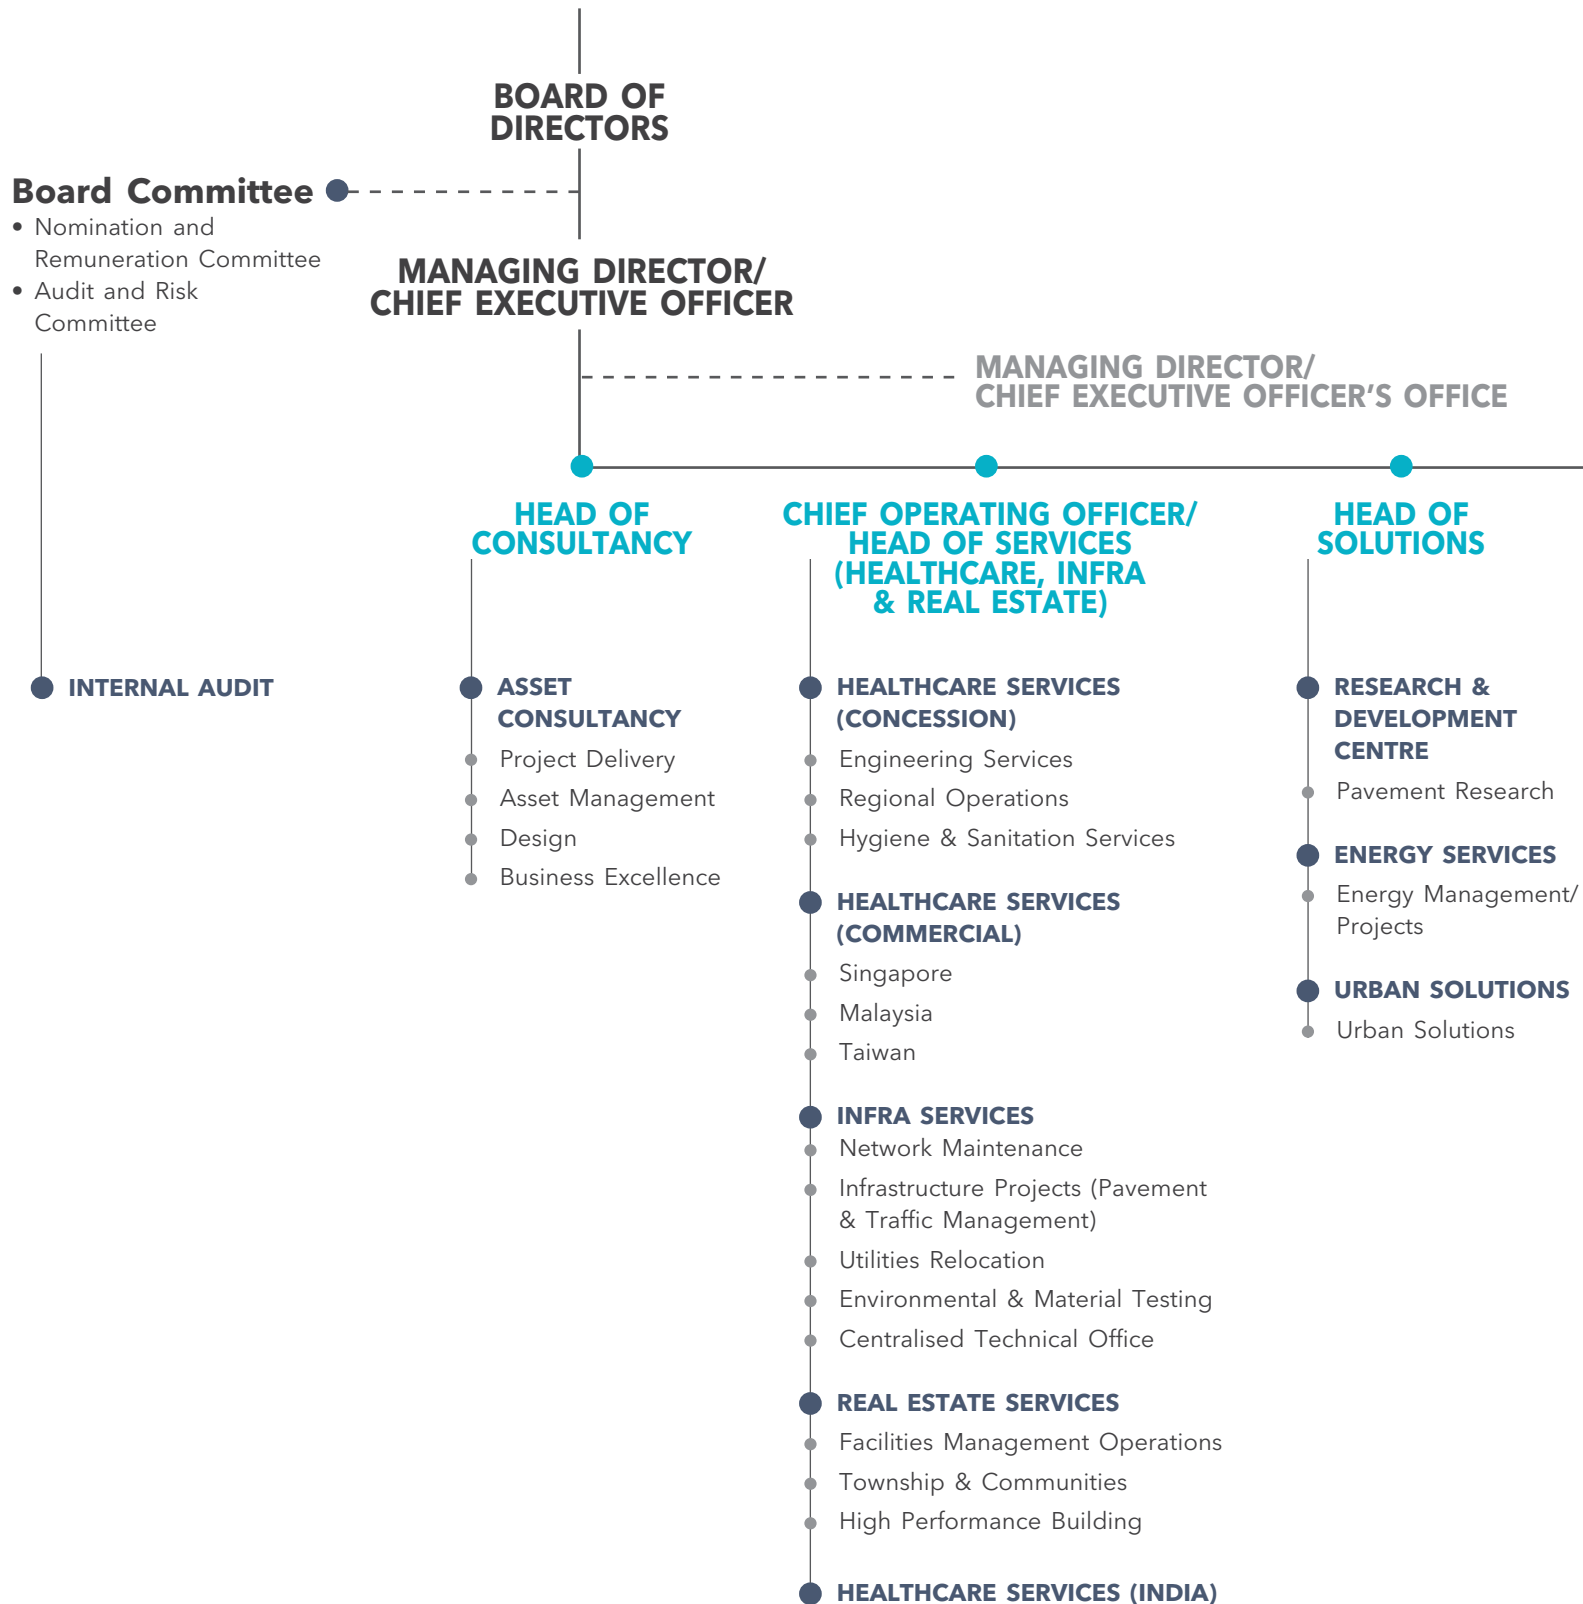 BOARD OF
DIRECTORS
Board Committee
• Nomination and
Remuneration Committee
• Audit and Risk
Committee
MANAGING DIRECTOR/
CHIEF EXECUTIVE OFFICER
MANAGING DIRECTOR/
CHIEF EXECUTIVE OFFICER'S OFFICE
INTERNAL AUDIT
HEAD OF
CONSULTANCY
ASSET
CONSULTANCY
Project Delivery
Asset Management
Design
Business Excellence
CHIEF OPERATING OFFICER/
HEAD OF SERVICES
(HEALTHCARE, INFRA
& REAL ESTATE)
HEALTHCARE SERVICES
(CONCESSION)
Engineering Services
Regional Operations
Hygiene & Sanitation Services
HEALTHCARE SERVICES
(COMMERCIAL)
Singapore
Malaysia
Taiwan
INFRA SERVICES
Network Maintenance
Infrastructure Projects (Pavement
& Traffic Management)
Utilities Relocation
Environmental & Material Testing
Centralised Technical Office
REAL ESTATE SERVICES
Facilities Management Operations
Township & Communities
High Performance Building
HEALTHCARE SERVICES (INDIA)
HEAD OF
SOLUTIONS
RESEARCH &
DEVELOPMENT
CENTRE
Pavement Research
ENERGY SERVICES
Energy Management/
Projects
URBAN SOLUTIONS
Urban Solutions